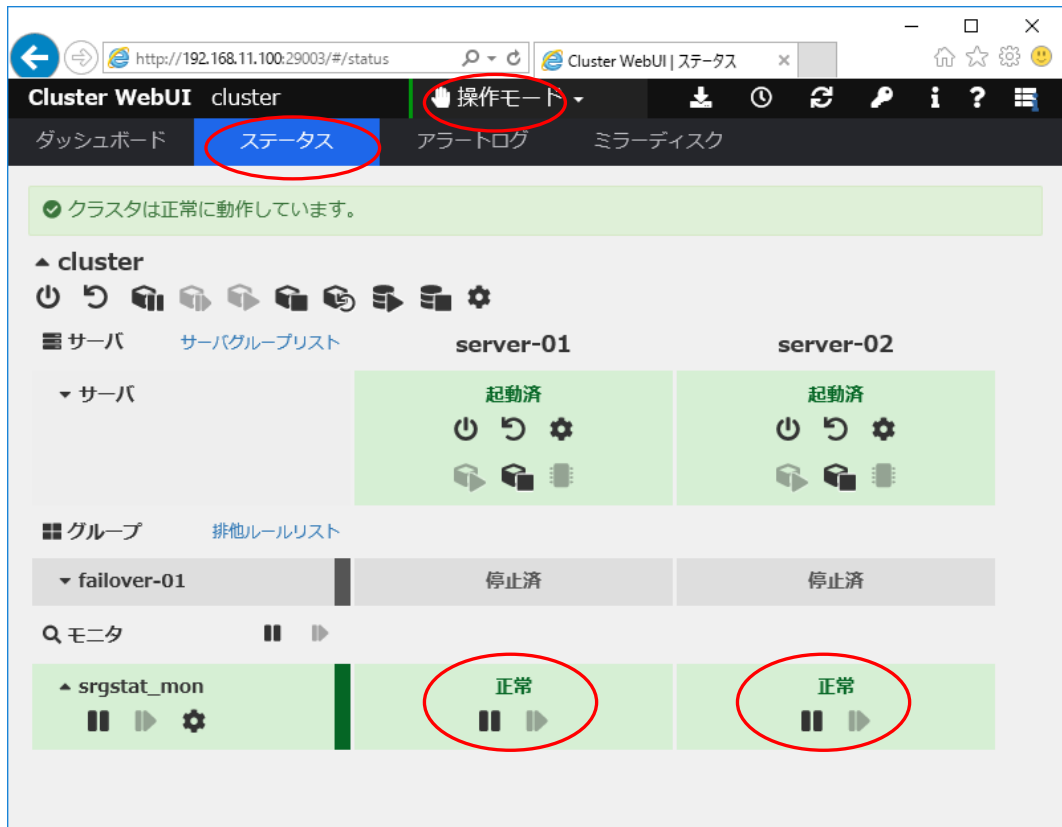 http://192.168.11.100:29003/#/status
Cluster WebUI | ステータス
Cluster WebUI cluster 操作モード
ダッシュボード ステータス アラートログ ミラーディスク
クラスタは正常に動作しています。
cluster
サーバ サーバグループリスト server-01 server-02
サーバ 起動済 起動済
グループ 排他ルールリスト
failover-01 停止済 停止済
モニタ
srgstat_mon 正常 正常